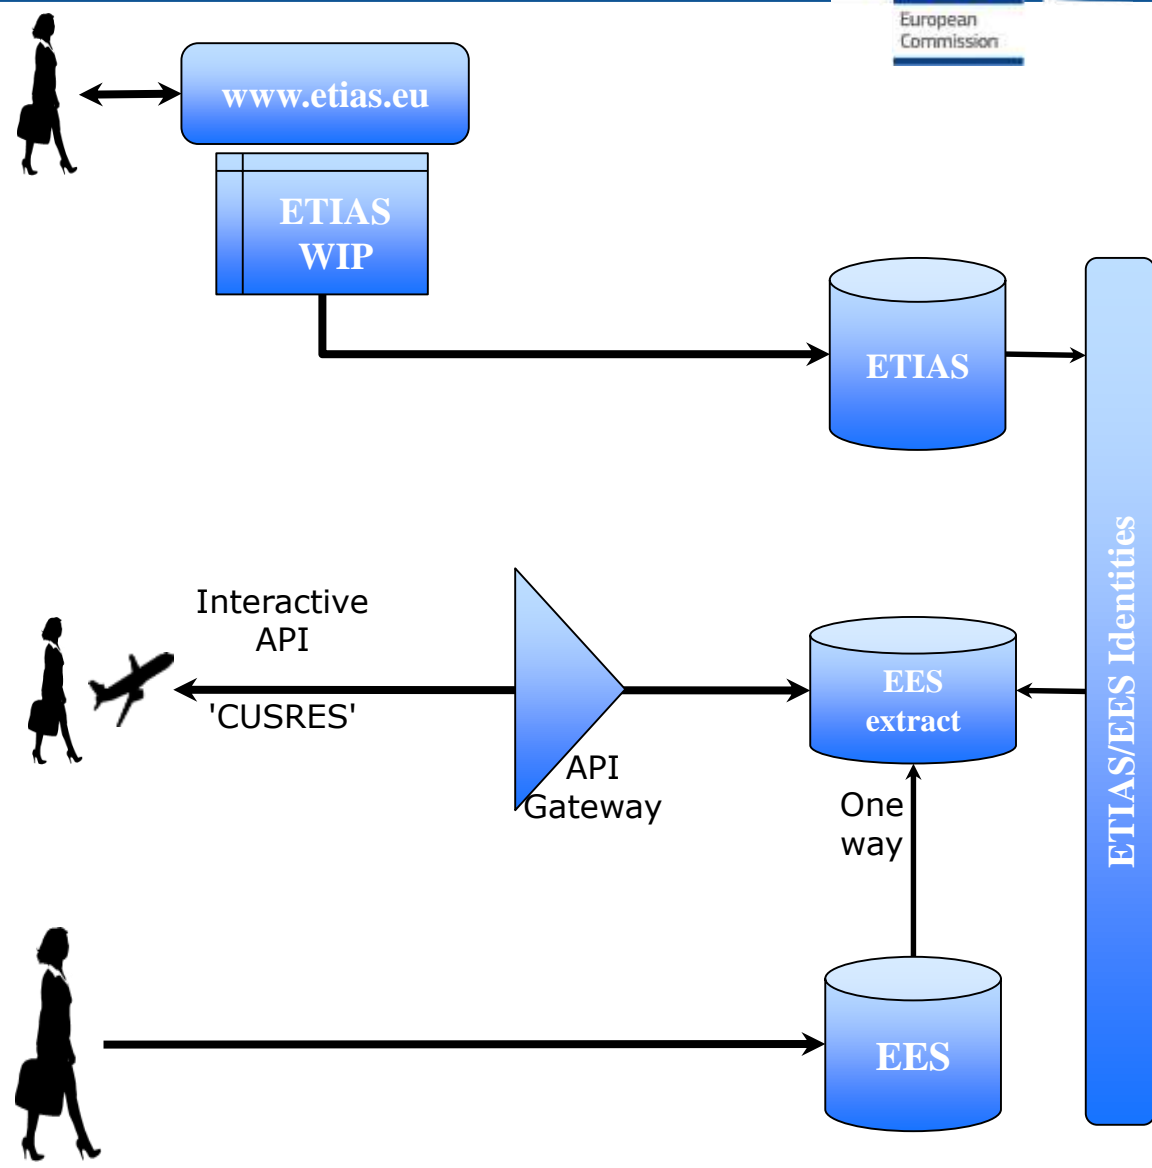 European
Commission
www.etias.eu
ETIAS
WIP
ETIAS
ETIAS/EES Identities
Interactive
API
'CUSRES'
API
Gateway
EES
extract
One
way
EES